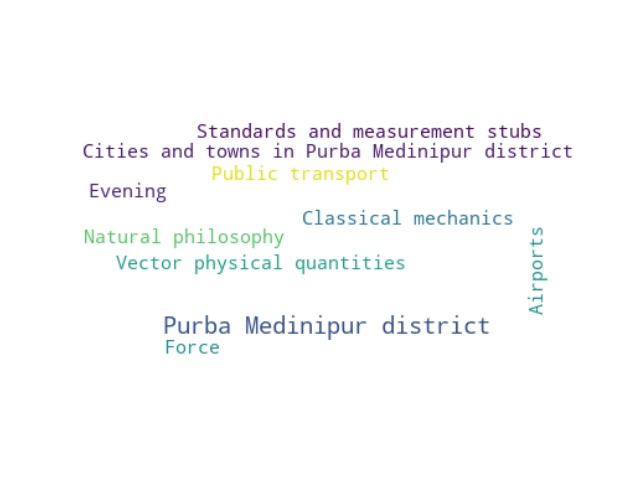 Standards and measurement stubs
Cities and towns in Purba Medinipur district
Public transport
Evening
Classical mechanics
Natural philosophy
Airports
Vector physical quantities
Purba Medinipur district
Force